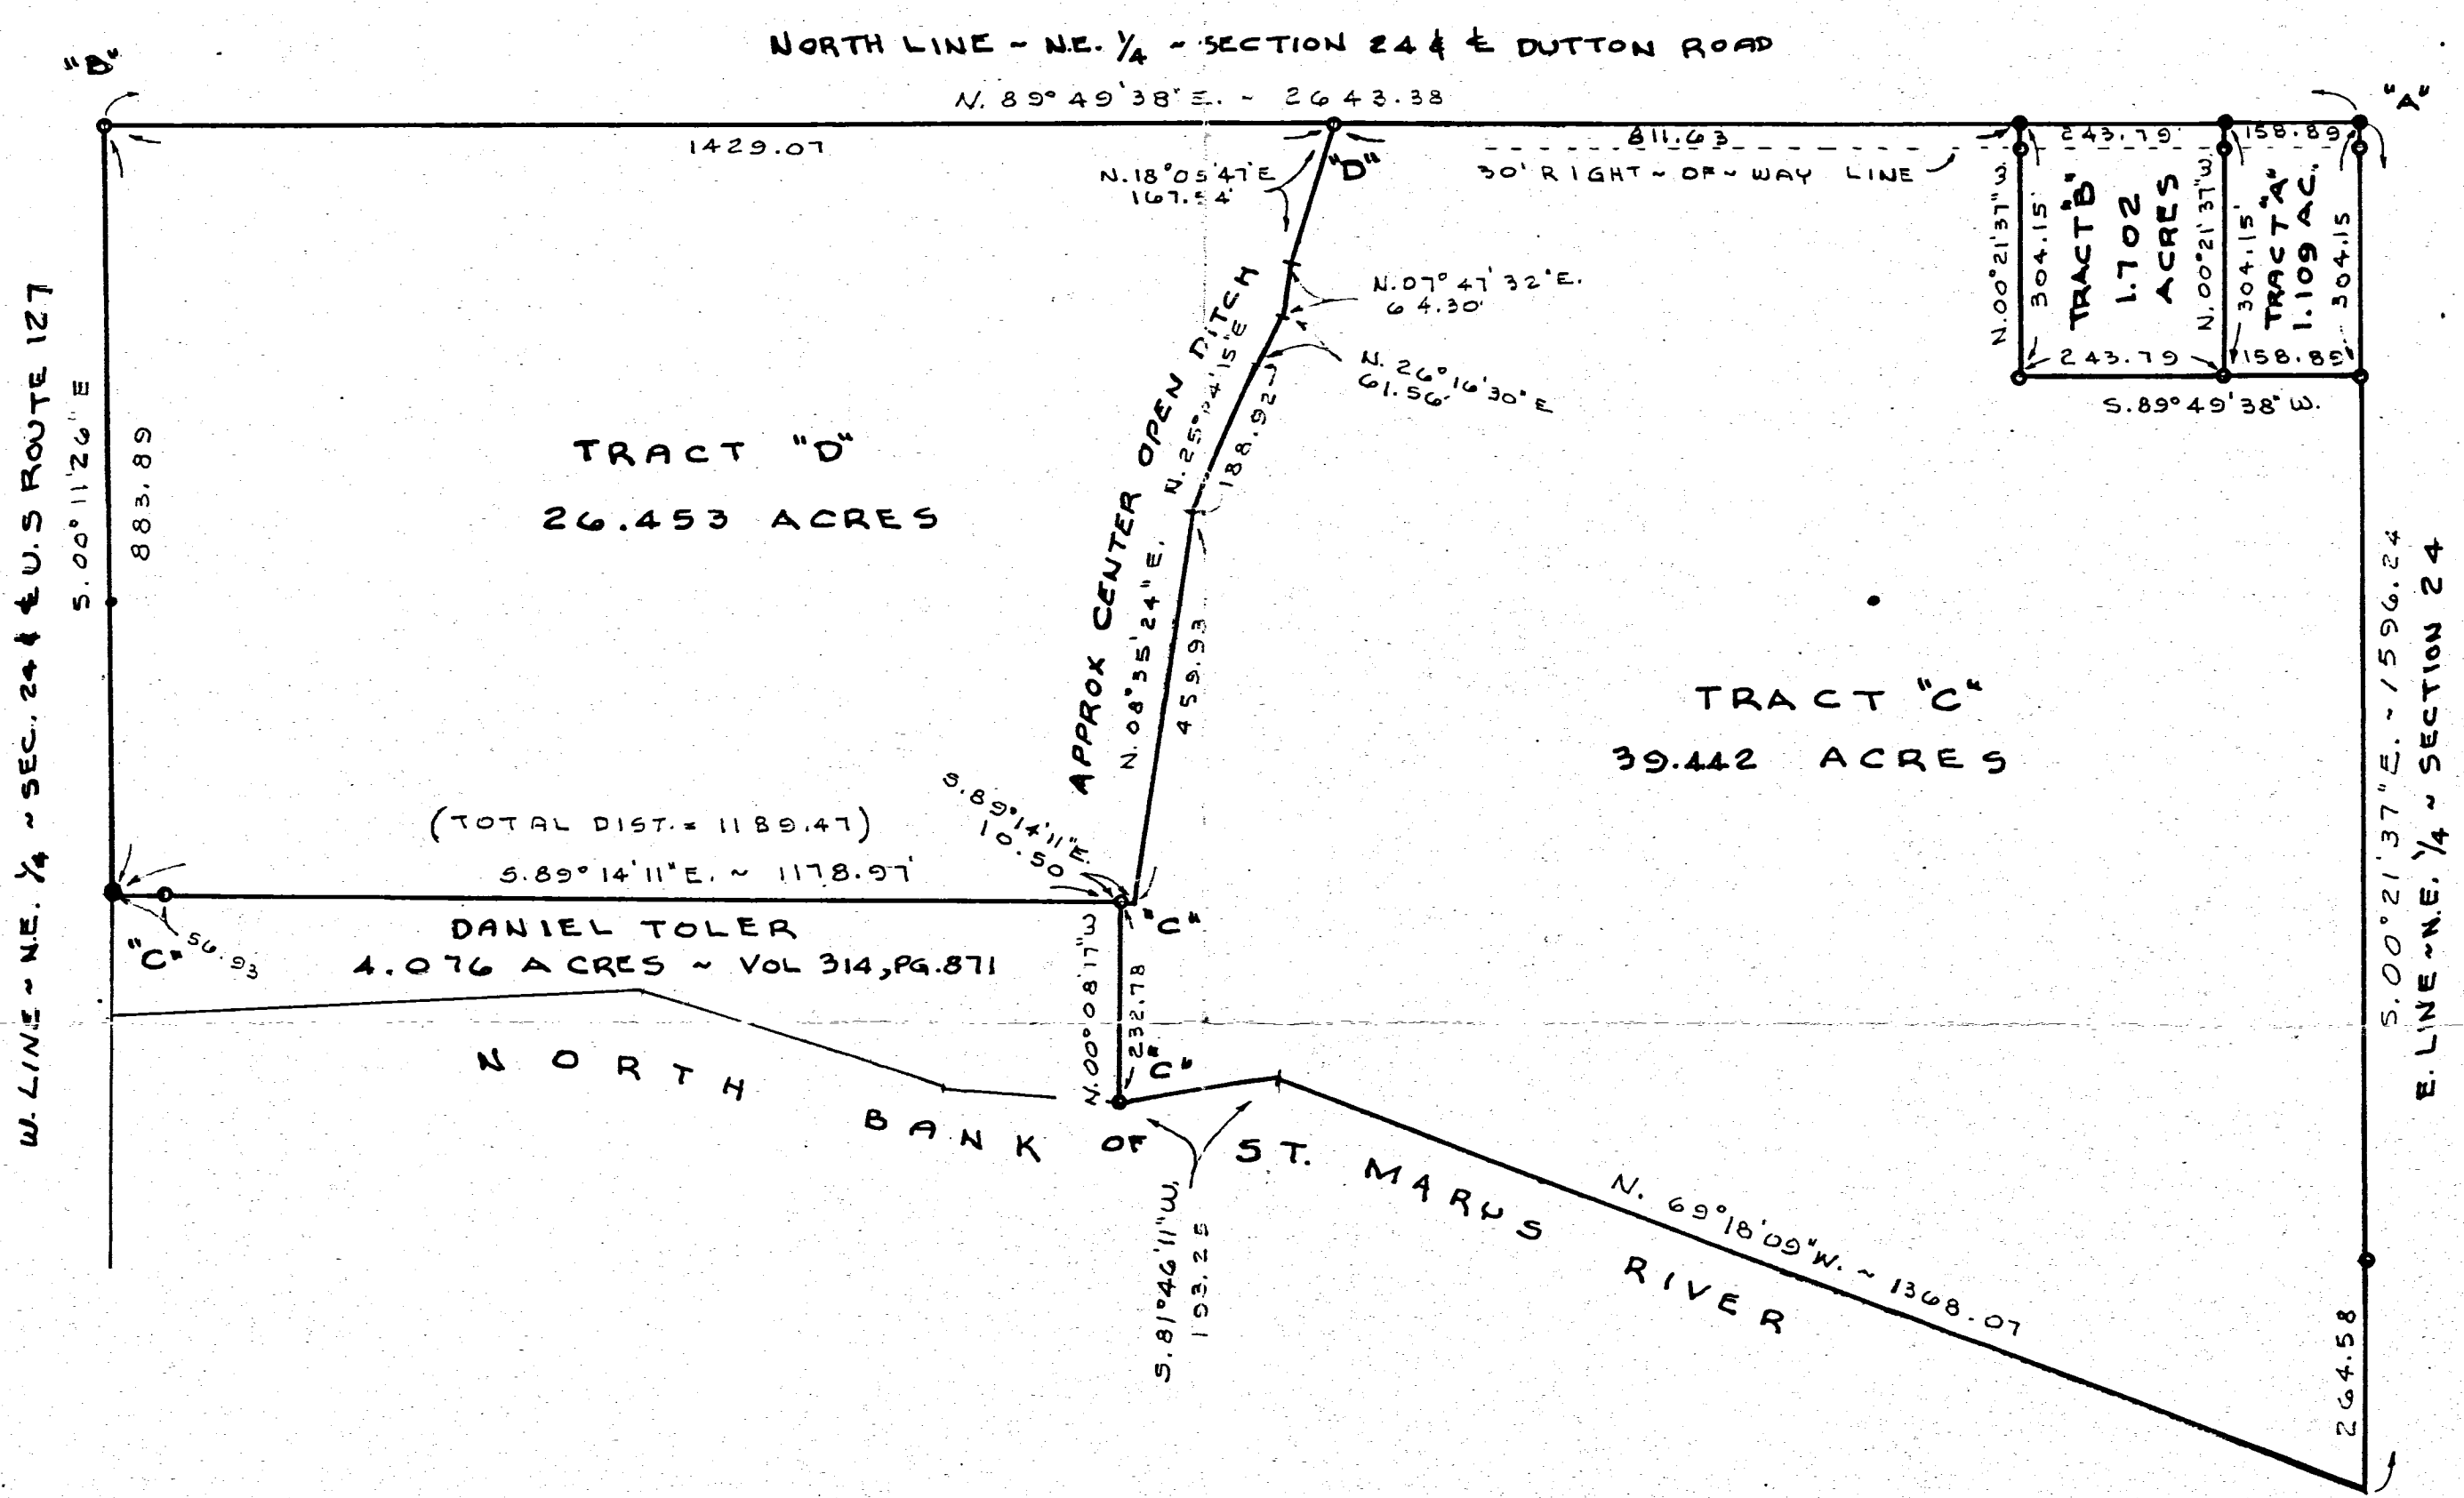 NORTH LINE ~ N.E. 1/4 ~ SECTION 24 & ℄ DUTTON ROAD
"B"
N. 89° 49' 38" E. ~ 2643.38
"A"
1429.07
811.63
243.79
158.89
N. 18° 05' 47" E
"D"
30' RIGHT ~ OF ~ WAY LINE
N. 00° 21' 37" W.
304.15
TRACT "B"
1.702
ACRES
N. 00° 21' 37" W.
304.15'
TRACT "A"
1.109 AC.
304.15
N. 07° 47' 32" E.
64.30'
N. 26° 16' 30" E
61.56'
243.79
158.89
S. 89° 49' 38" W.
W. LINE ~ N.E. 1/4 ~ SEC. 24 & ℄ U.S ROUTE 127
S. 00° 11' 26" E
883.89
TRACT "D"
26.453 ACRES
APPROX CENTER OPEN DITCH
188.92
N. 08° 35' 24" E.
459.93
TRACT "C"
39.442 ACRES
S. 00° 21' 37" E. ~ 1596.24
E. LINE ~ N.E. 1/4 ~ SECTION 24
(TOTAL DIST. = 1189.47)
S. 89° 14' 11" E. ~ 1178.97'
S. 89° 14' 11" E.
10.50
"C"
"C"
56.93
DANIEL TOLER
4.076 ACRES ~ VOL 314, PG. 871
N. 00° 08' 17" W
232.78
"C"
NORTH BANK OF ST. MARYS RIVER
S. 81° 46' 11" W.
193.25
N. 69° 18' 09" W. ~ 1368.07
264.58